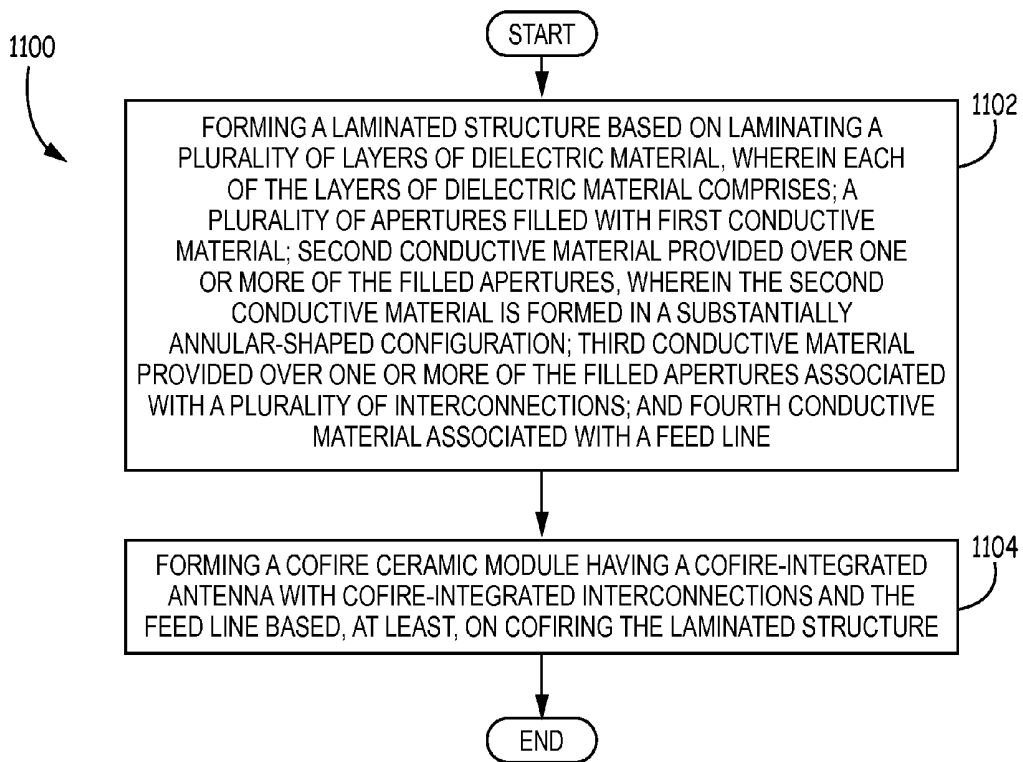 START
1100
1102
FORMING A LAMINATED STRUCTURE BASED ON LAMINATING A
PLURALITY OF LAYERS OF DIELECTRIC MATERIAL, WHEREIN EACH
OF THE LAYERS OF DIELECTRIC MATERIAL COMPRISES; A
PLURALITY OF APERTURES FILLED WITH FIRST CONDUCTIVE
MATERIAL; SECOND CONDUCTIVE MATERIAL PROVIDED OVER ONE
OR MORE OF THE FILLED APERTURES, WHEREIN THE SECOND
CONDUCTIVE MATERIAL IS FORMED IN A SUBSTANTIALLY
ANNULAR-SHAPED CONFIGURATION; THIRD CONDUCTIVE MATERIAL
PROVIDED OVER ONE OR MORE OF THE FILLED APERTURES ASSOCIATED
WITH A PLURALITY OF INTERCONNECTIONS; AND FOURTH CONDUCTIVE
MATERIAL ASSOCIATED WITH A FEED LINE
1104
FORMING A COFIRE CERAMIC MODULE HAVING A COFIRE-INTEGRATED
ANTENNA WITH COFIRE-INTEGRATED INTERCONNECTIONS AND THE
FEED LINE BASED, AT LEAST, ON COFIRING THE LAMINATED STRUCTURE
END